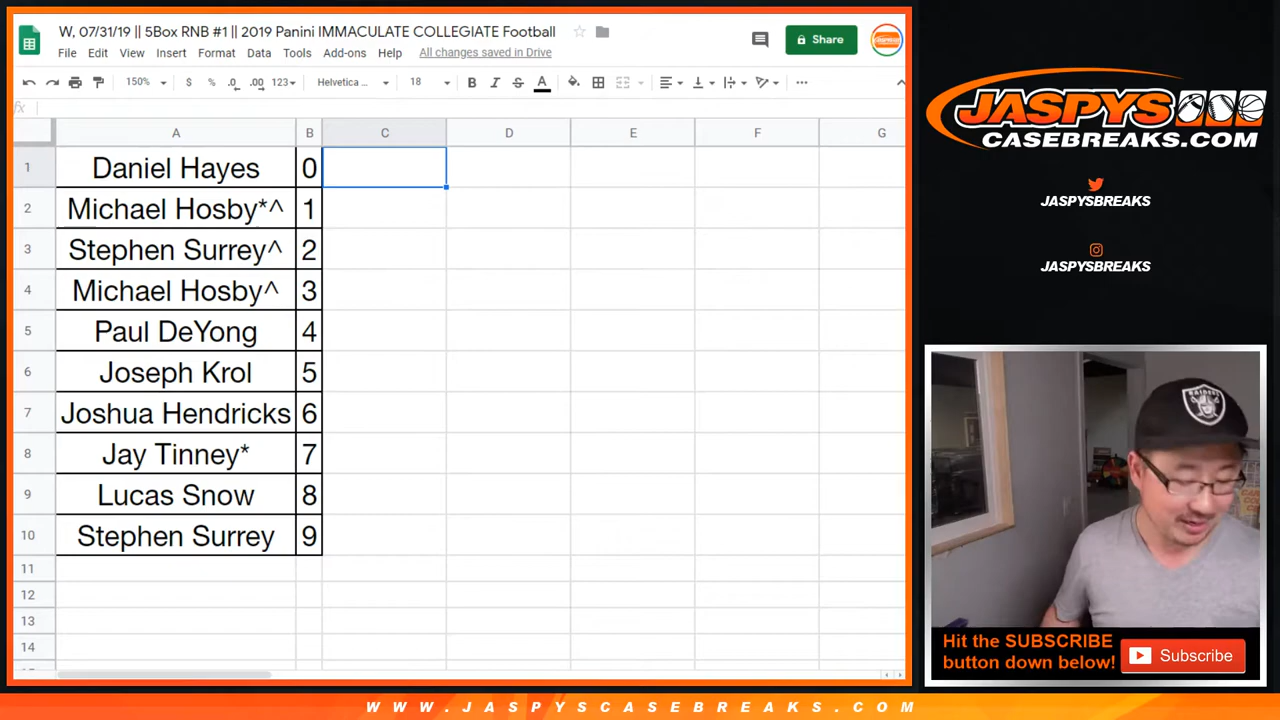 W, 07/31/19 || 5Box RNB #1 || 2019 Panini IMMACULATE COLLEGIATE Football
File Edit View Insert Format Data Tools Add-ons Help All changes saved in Drive
Share
150% $ % .0 .00 123 Helvetica ... 18 B I S A ...
fx
A B C D E F G
1 Daniel Hayes 0
2 Michael Hosby*^ 1
3 Stephen Surrey^ 2
4 Michael Hosby^ 3
5 Paul DeYong 4
6 Joseph Krol 5
7 Joshua Hendricks 6
8 Jay Tinney* 7
9 Lucas Snow 8
10 Stephen Surrey 9
11
12
13
14
JASPYS
CASEBREAKS.COM
JASPYSBREAKS
JASPYSBREAKS
RAIDERS
Hit the SUBSCRIBE
button down below!
Subscribe
WWW.JASPYSCASEBREAKS.COM